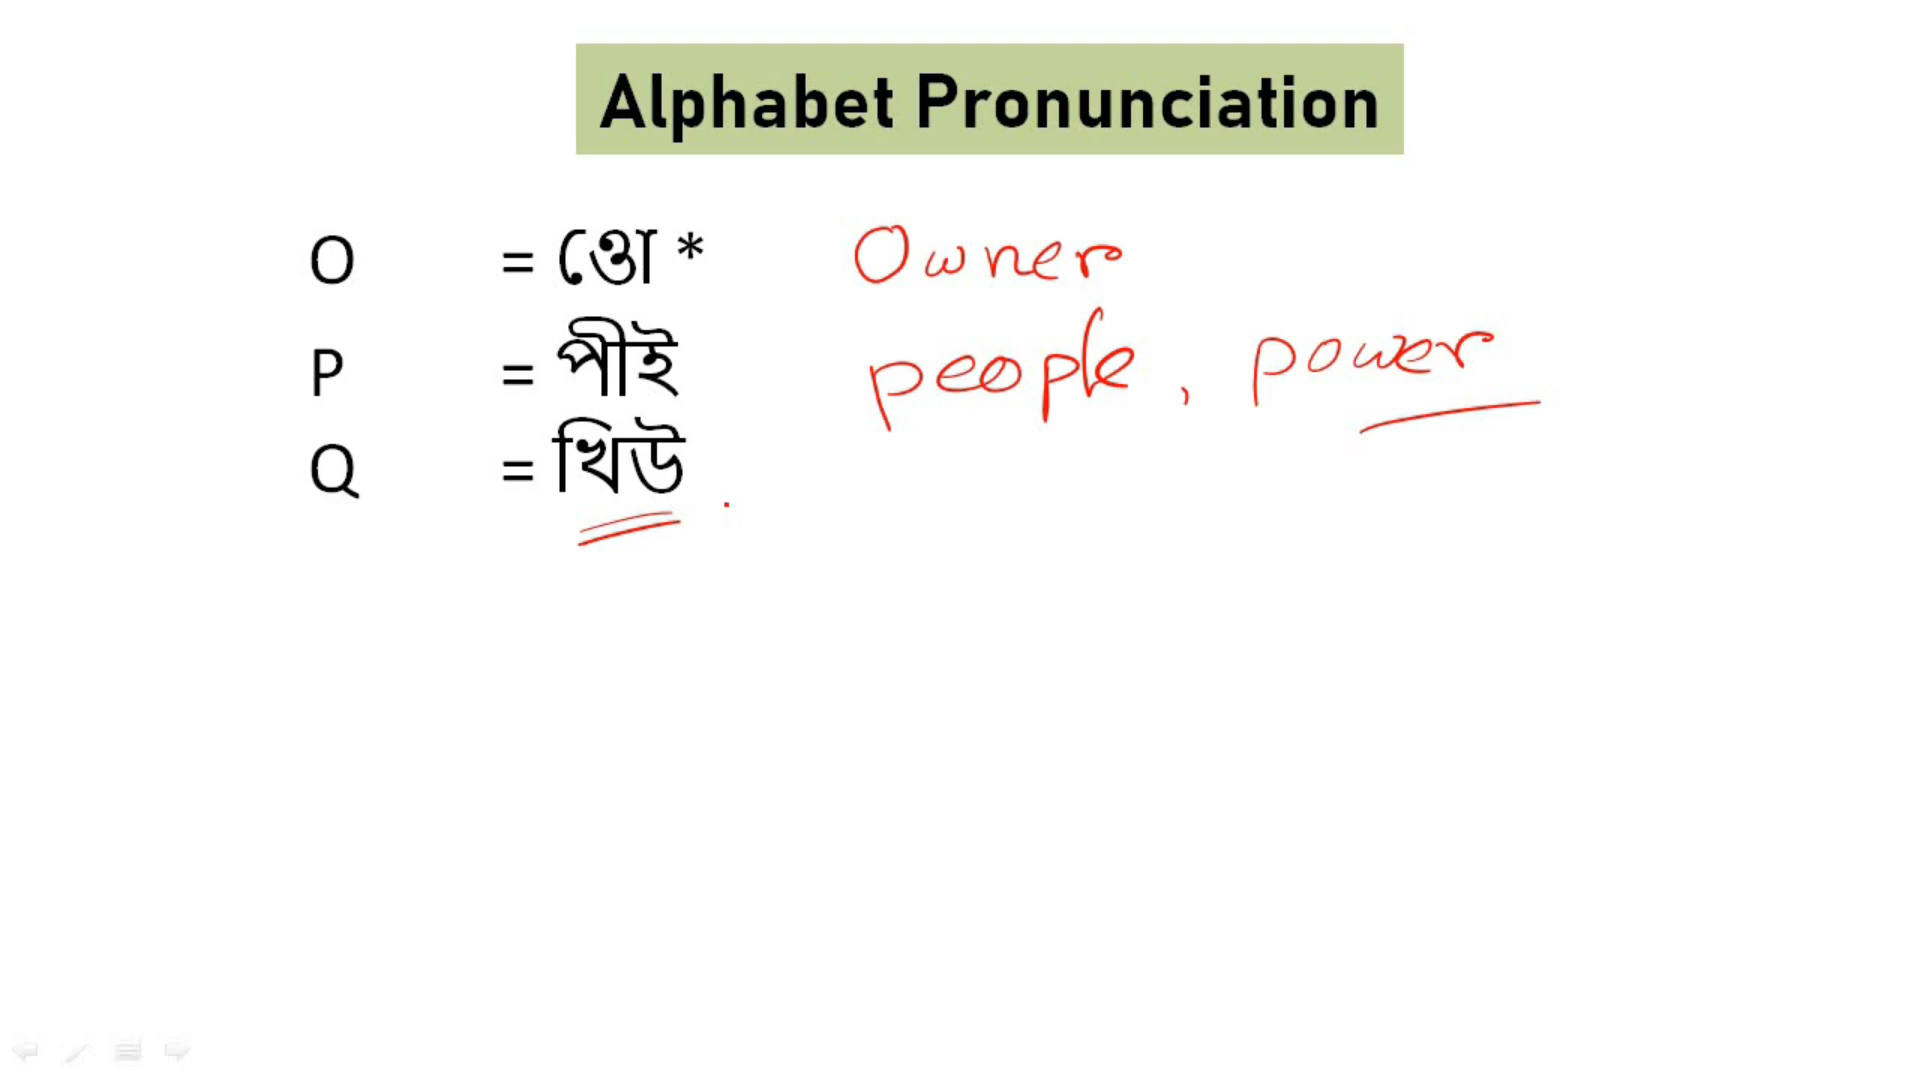 Alphabet Pronunciation
O = ওো * Owner
P = পীই people, power
Q = খিউ